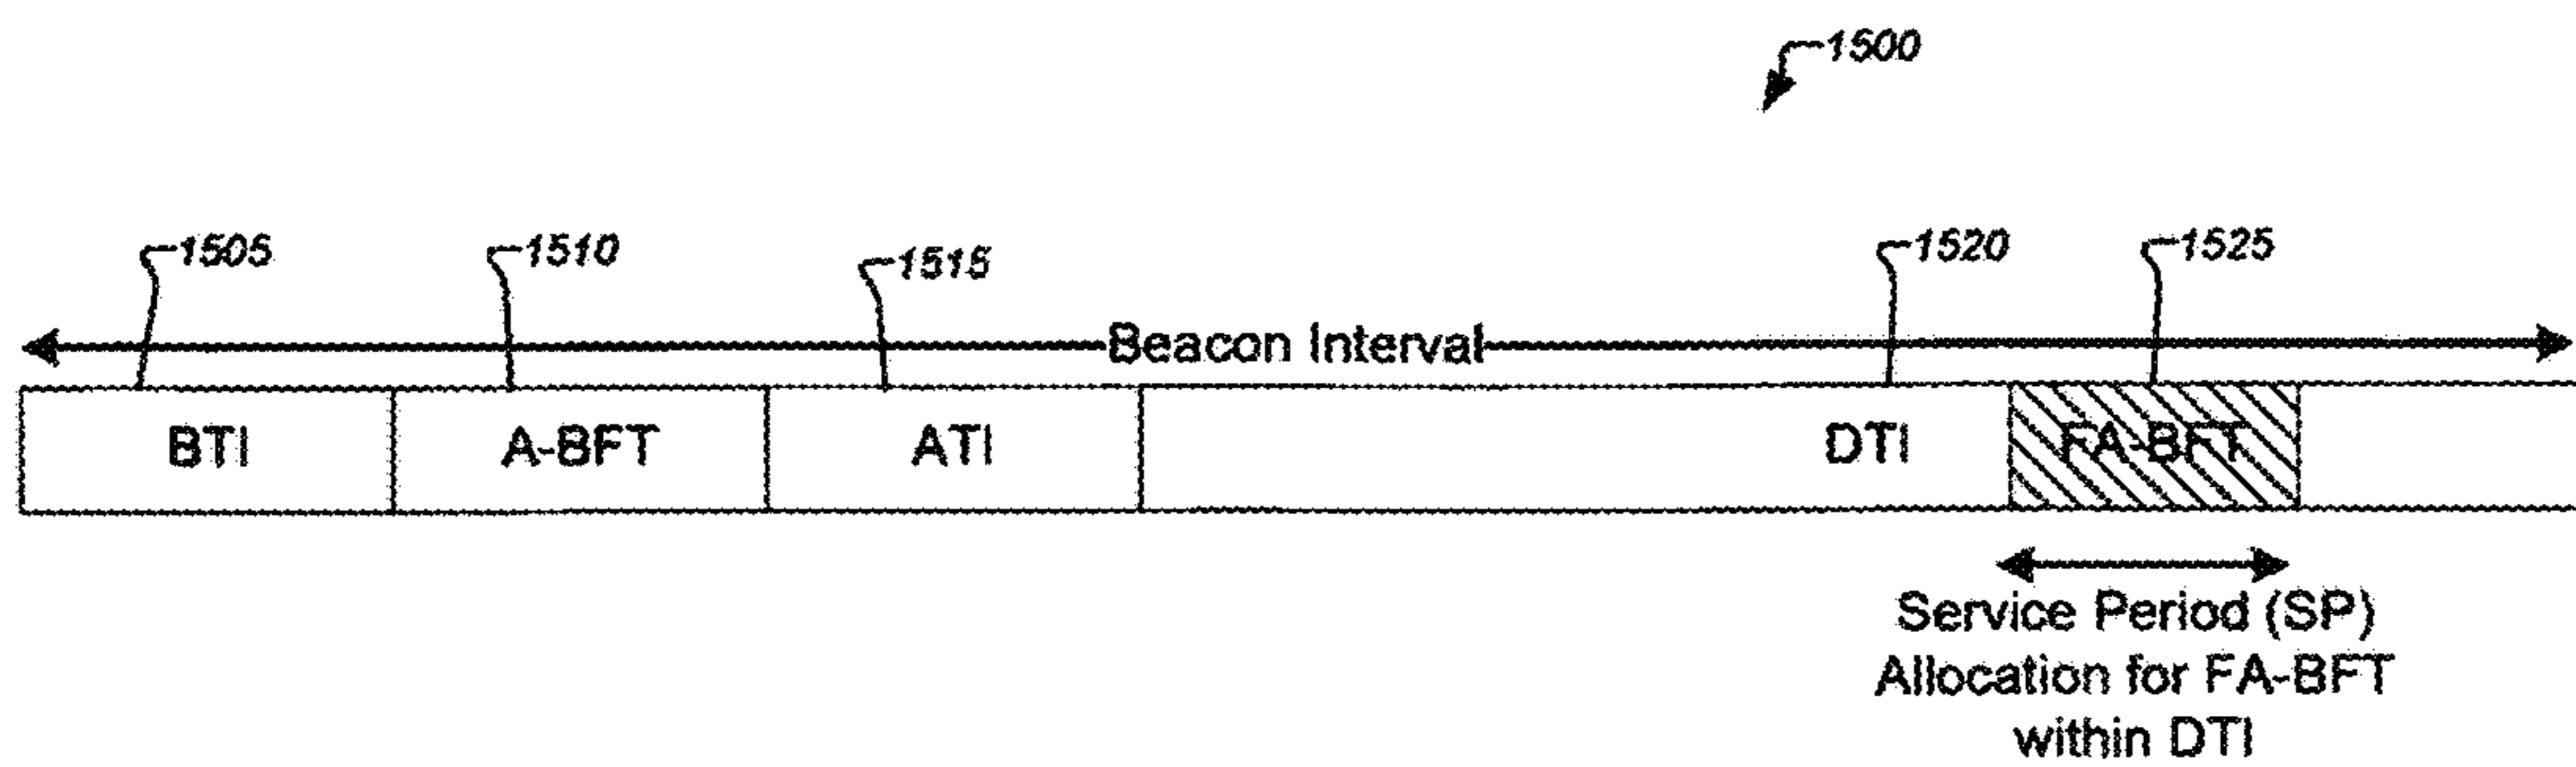 1500
1505
1510
1515
1520
1525
Beacon Interval
BTI
A-BFT
ATI
DTI
FA-BFT
Service Period (SP)
Allocation for FA-BFT
within DTI